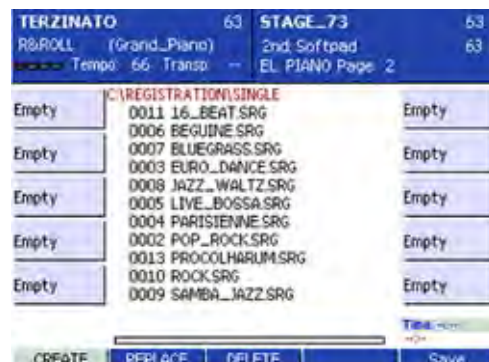 TERZINATO 63 STAGE_73 63
R&ROLL (Grand_Piano) 2nd Softpad 63
---- Tempo 66 Transp -- EL PIANO Page 2
C:\REGISTRATION\SINGLE
Empty 0011 16_BEAT.SRG Empty
0006 BEGUINE.SRG
Empty 0007 BLUEGRASS.SRG Empty
0003 EURO_DANCE.SRG
Empty 0008 JAZZ_WALTZ.SRG Empty
0005 LIVE_BOSSA.SRG
0004 PARISIENNE.SRG
Empty 0002 POP_ROCK.SRG Empty
0013 PROCOLHARUM.SRG
Empty 0010 ROCK.SRG Empty
0009 SAMBA_JAZZ.SRG
Time
CREATE REPLACE DELETE Save